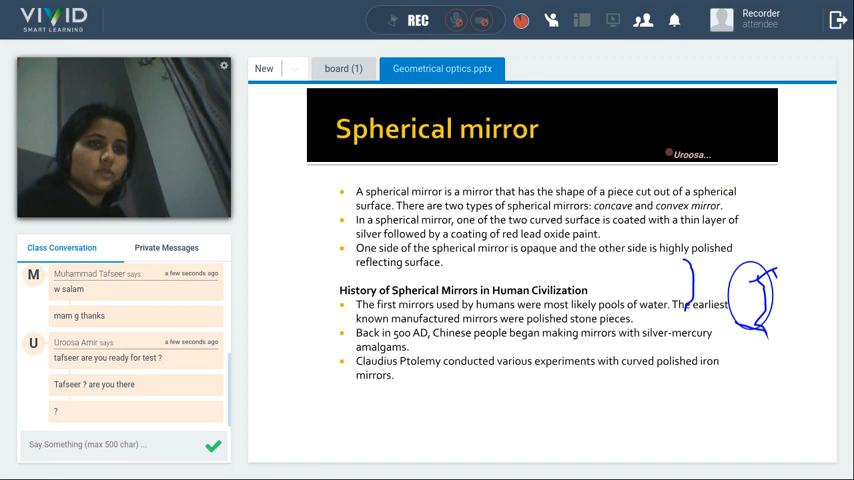 VIVID
SMART LEARNING
REC
Recorder
attendee
New
board (1)
Geometrical optics.pptx
Spherical mirror
Uroosa...
A spherical mirror is a mirror that has the shape of a piece cut out of a spherical
surface. There are two types of spherical mirrors: concave and convex mirror.
In a spherical mirror, one of the two curved surface is coated with a thin layer of
silver followed by a coating of red lead oxide paint.
One side of the spherical mirror is opaque and the other side is highly polished
reflecting surface.
History of Spherical Mirrors in Human Civilization
The first mirrors used by humans were most likely pools of water. The earliest
known manufactured mirrors were polished stone pieces.
Back in 500 AD, Chinese people began making mirrors with silver-mercury
amalgams.
Claudius Ptolemy conducted various experiments with curved polished iron
mirrors.
Class Conversation
Private Messages
M
Muhammad Tafseer says:
a few seconds ago
w salam
mam g thanks
U
Uroosa Amir says:
a few seconds ago
tafseer are you ready for test ?
Tafseer ? are you there
?
Say Something (max 500 char) ...